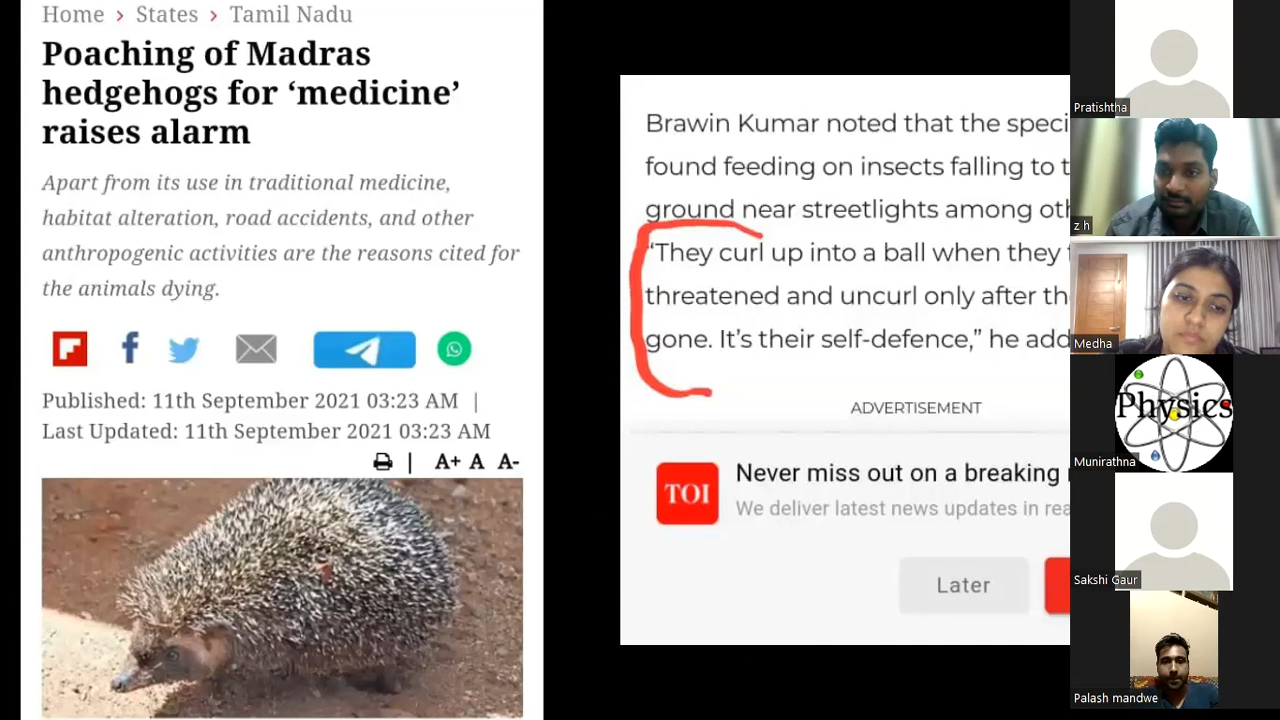 Home > States > Tamil Nadu
Poaching of Madras
hedgehogs for ‘medicine’
raises alarm
Apart from its use in traditional medicine,
habitat alteration, road accidents, and other
anthropogenic activities are the reasons cited for
the animals dying.
Published: 11th September 2021 03:23 AM |
Last Updated: 11th September 2021 03:23 AM
| A+ A A-
Brawin Kumar noted that the speci
found feeding on insects falling to t
ground near streetlights among oth
“They curl up into a ball when they
threatened and uncurl only after th
gone. It’s their self-defence,” he add
ADVERTISEMENT
TOI
Never miss out on a breaking
We deliver latest news updates in rea
Later
Pratishtha
z h
Medha
Physics
Munirathna
Sakshi Gaur
Palash mandwe